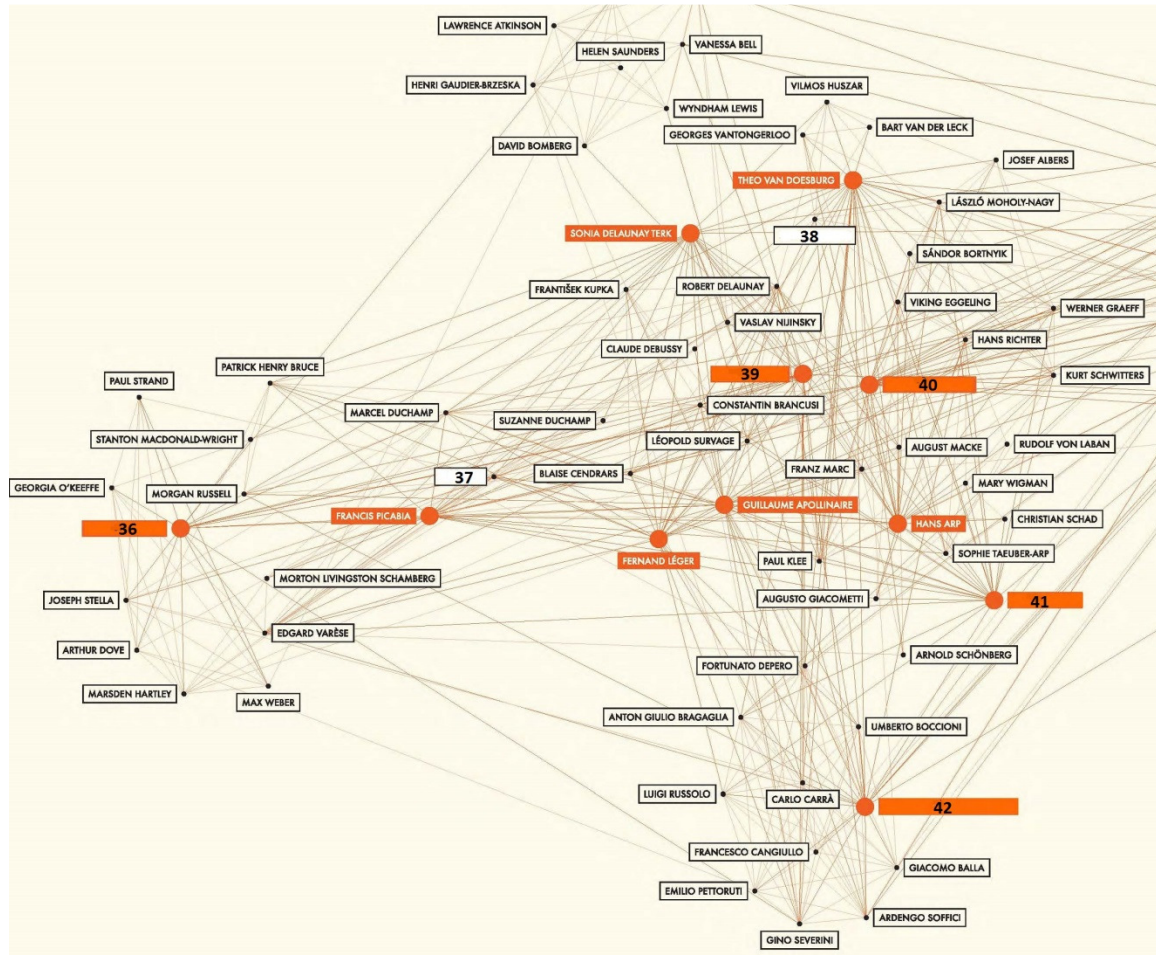 LAWRENCE ATKINSON
HELEN SAUNDERS
VANESSA BELL
HENRI GAUDIER-BRZESKA
VILMOS HUSZAR
WYNDHAM LEWIS
GEORGES VANTONGERLOO
BART VAN DER LECK
DAVID BOMBERG
JOSEF ALBERS
THEO VAN DOESBURG
LÁSZLÓ MOHOLY-NAGY
SONIA DELAUNAY TERK
38
SÁNDOR BORTNYIK
FRANTIŠEK KUPKA
ROBERT DELAUNAY
VIKING EGGELING
WERNER GRAEFF
VASLAV NIJINSKY
HANS RICHTER
CLAUDE DEBUSSY
PATRICK HENRY BRUCE
39
40
KURT SCHWITTERS
PAUL STRAND
CONSTANTIN BRANCUSI
MARCEL DUCHAMP
SUZANNE DUCHAMP
STANTON MACDONALD-WRIGHT
LÉOPOLD SURVAGE
AUGUST MACKE
RUDOLF VON LABAN
37
BLAISE CENDRARS
FRANZ MARC
GEORGIA O'KEEFFE
MORGAN RUSSELL
MARY WIGMAN
GUILLAUME APOLLINAIRE
36
FRANCIS PICABIA
HANS ARP
CHRISTIAN SCHAD
FERNAND LÉGER
PAUL KLEE
SOPHIE TAEUBER-ARP
MORTON LIVINGSTON SCHAMBERG
JOSEPH STELLA
AUGUSTO GIACOMETTI
41
EDGARD VARÈSE
ARTHUR DOVE
FORTUNATO DEPERO
ARNOLD SCHÖNBERG
MARSDEN HARTLEY
MAX WEBER
ANTON GIULIO BRAGAGLIA
UMBERTO BOCCIONI
LUIGI RUSSOLO
CARLO CARRÀ
42
FRANCESCO CANGIULLO
GIACOMO BALLA
EMILIO PETTORUTI
ARDENGO SOFFICI
GINO SEVERINI